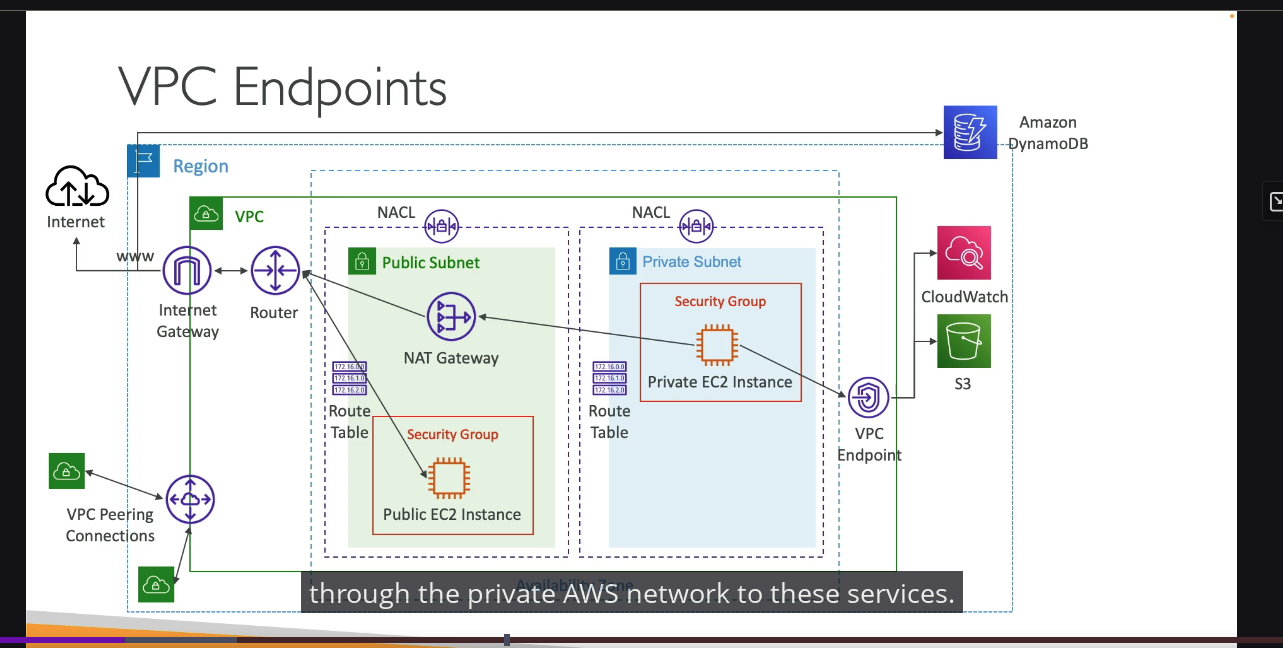 VPC Endpoints
Amazon
DynamoDB
Region
Internet
VPC
NACL
NACL
www
Public Subnet
Private Subnet
Internet
Gateway
Router
NAT Gateway
Security Group
Private EC2 Instance
CloudWatch
S3
172.16.0.0
172.16.1.0
172.16.2.0
Route
Table
172.16.0.0
172.16.1.0
172.16.2.0
Route
Table
Security Group
Public EC2 Instance
VPC
Endpoint
VPC Peering
Connections
Availability Zone
through the private AWS network to these services.